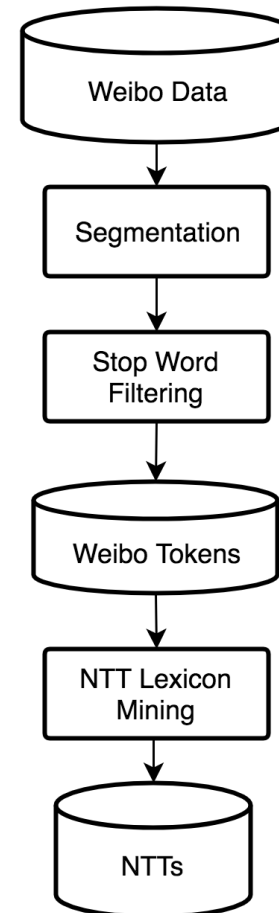 Weibo Data
Segmentation
Stop Word
Filtering
Weibo Tokens
NTT Lexicon
Mining
NTTs